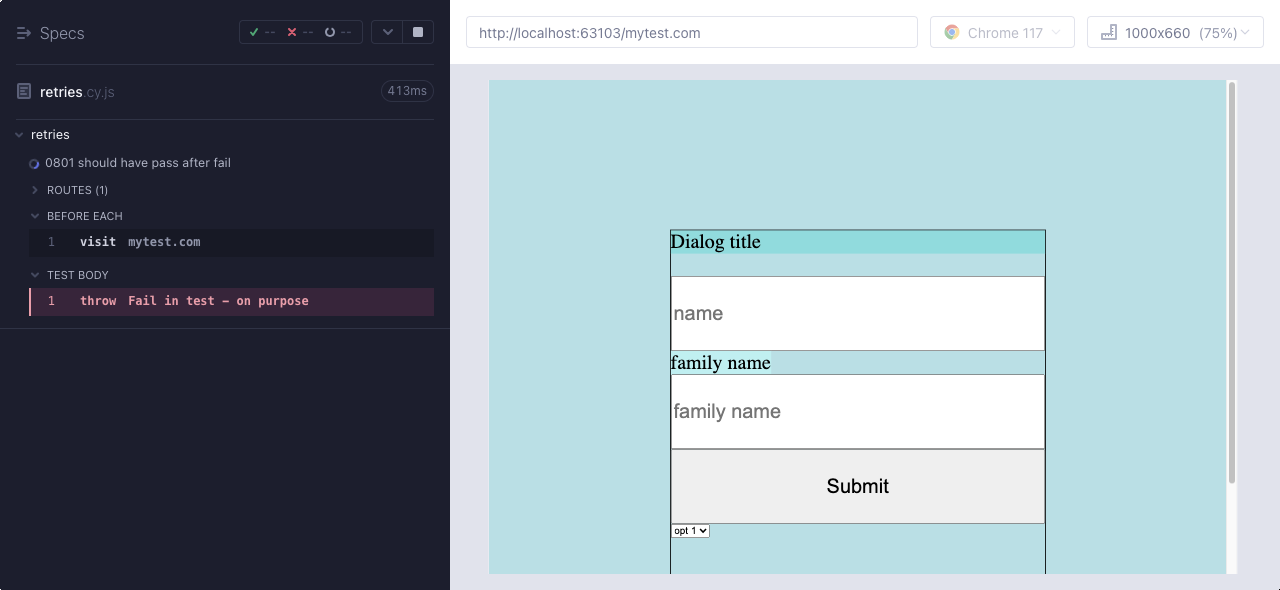 Specs
-- -- --
retries.cy.js 413ms
retries
0801 should have pass after fail
ROUTES (1)
BEFORE EACH
1 visit mytest.com
TEST BODY
1 throw Fail in test – on purpose
http://localhost:63103/mytest.com
Chrome 117
1000x660 (75%)
Dialog title
name
family name
family name
Submit
opt 1